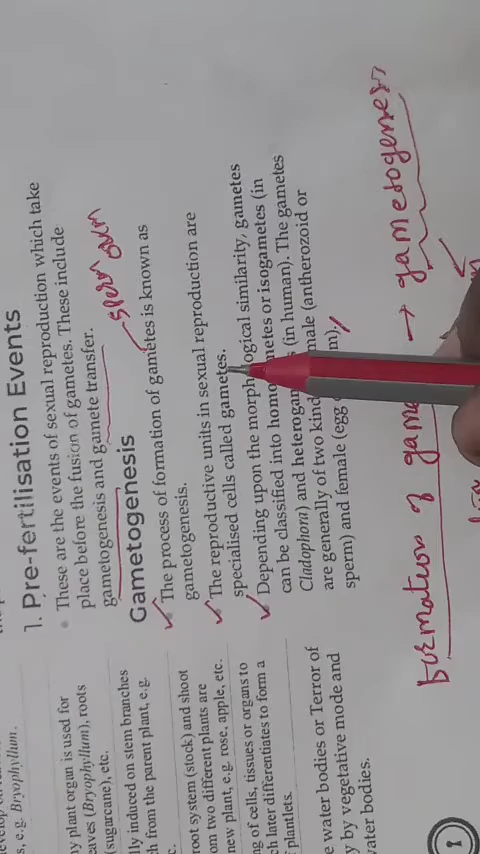 1. Pre-fertilisation Events
These are the events of sexual reproduction which take
place before the fusion of gametes. These include
gametogenesis and gamete transfer.
sperm ovum
Gametogenesis
The process of formation of gametes is known as
gametogenesis.
The reproductive units in sexual reproduction are
specialised cells called gametes.
Depending upon the morphological similarity, gametes
can be classified into homo etes or isogametes (in
Cladophora) and heterogam (in human). The gametes
are generally of two kind male (antherozoid or
sperm) and female (egg m).
formation of game → gametogenesis
s, e.g. Bryophyllum,
ny plant organ is used for
eaves (Bryophyllum), roots
(sugarcane), etc.
lly induced on stem branches
h from the parent plant, e.g.
c.
root system (stock) and shoot
om two different plants are
new plant, e.g. rose, apple, etc.
ng of cells, tissues or organs to
ch later differentiates to form a
plantlets.
e water bodies or Terror of
y by vegetative mode and
vater bodies.
1